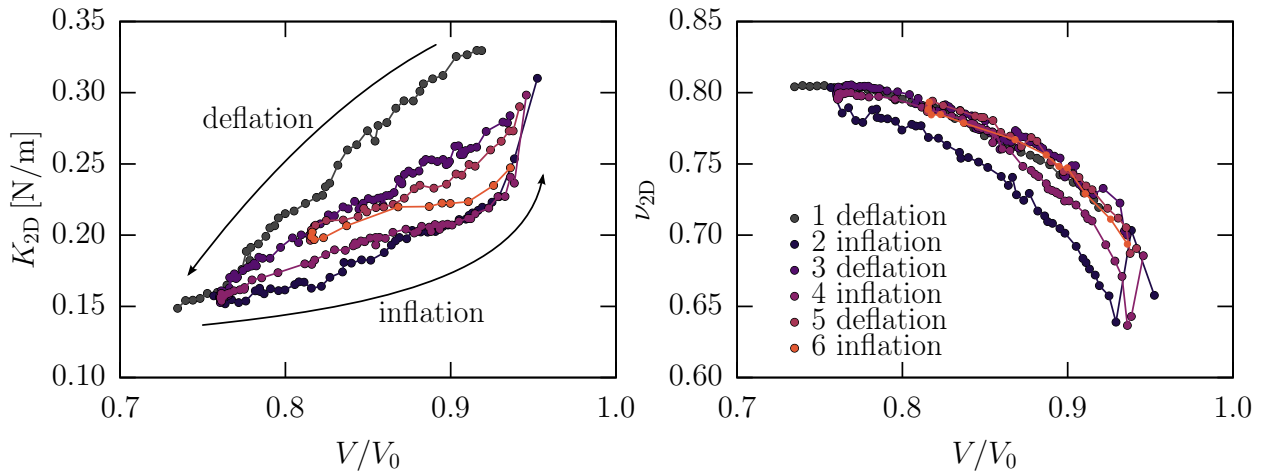 0.35
0.30
0.25
0.20
0.15
0.10
K2D [N/m]
deflation
inflation
0.7 0.8 0.9 1.0
V/V0
0.85
0.80
0.75
0.70
0.65
0.60
ν2D
1 deflation
2 inflation
3 deflation
4 inflation
5 deflation
6 inflation
0.7 0.8 0.9 1.0
V/V0